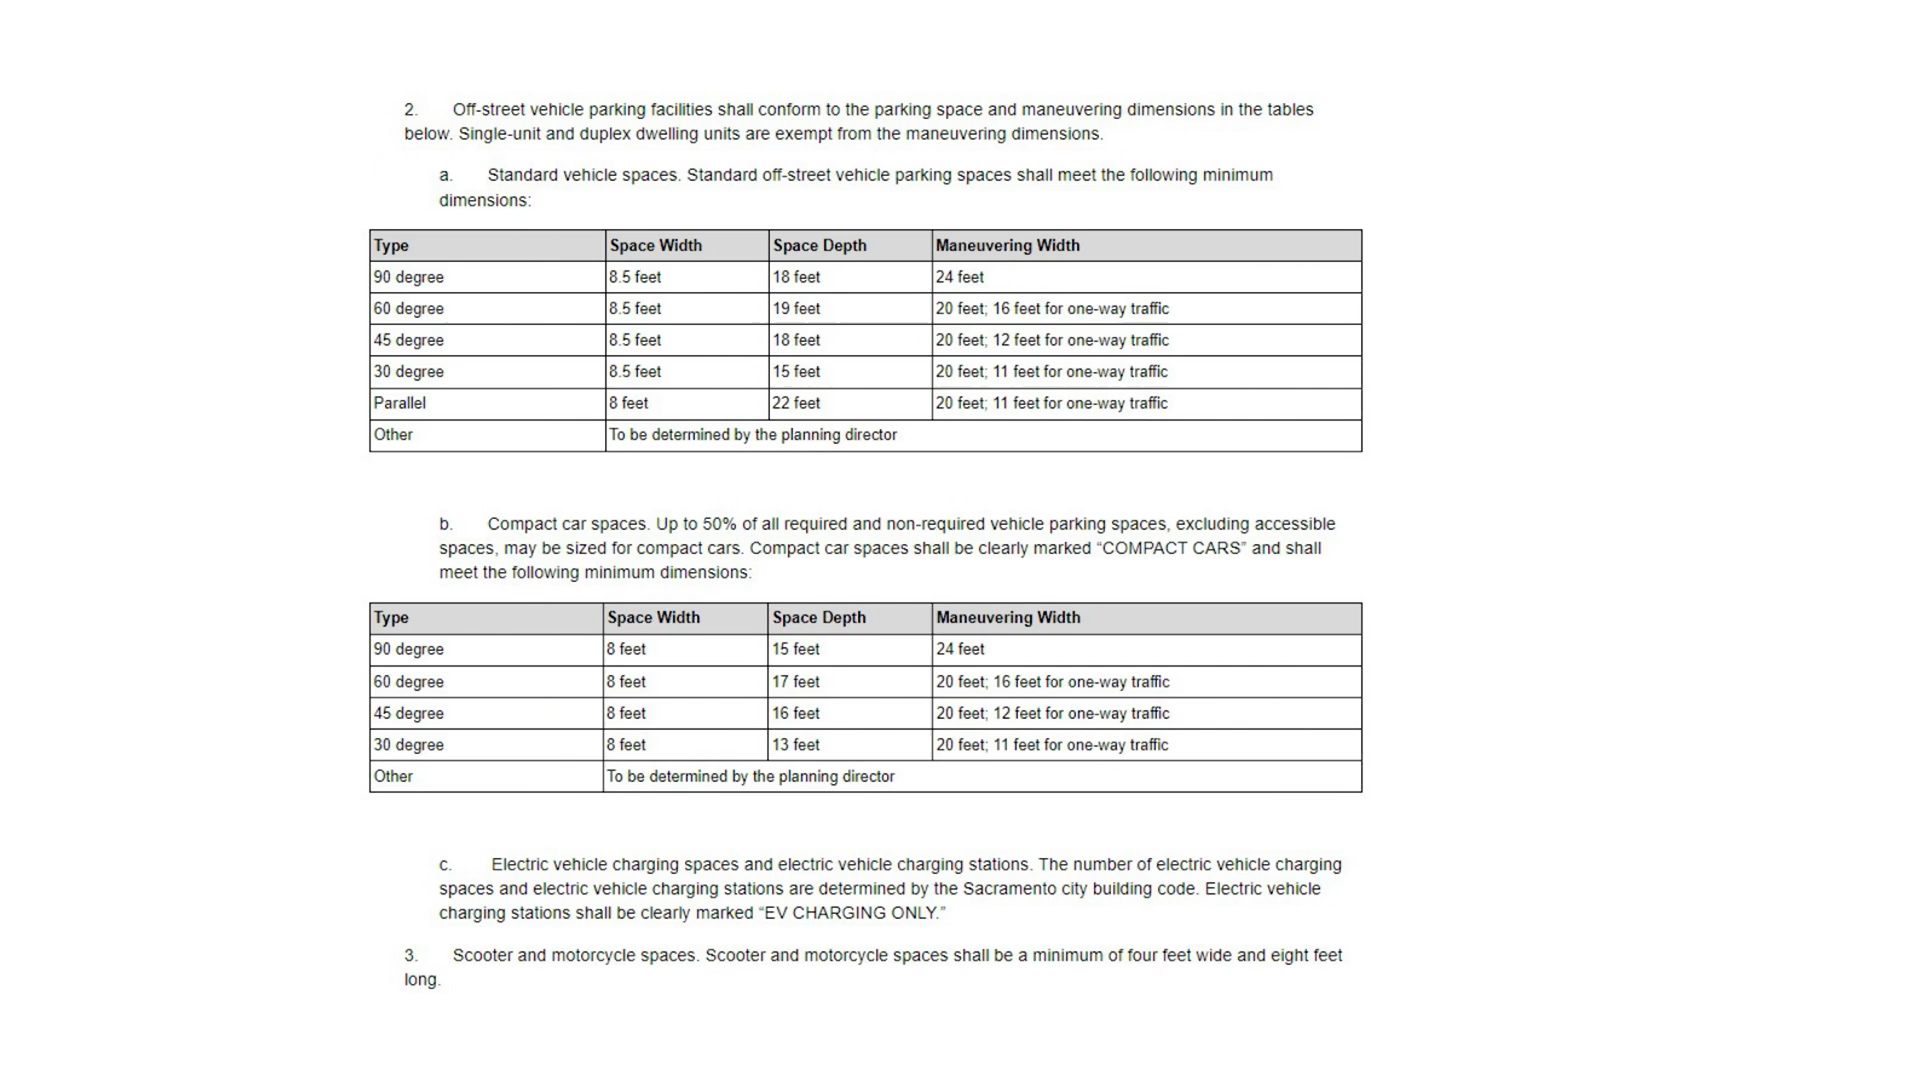 2. Off-street vehicle parking facilities shall conform to the parking space and maneuvering dimensions in the tables
below. Single-unit and duplex dwelling units are exempt from the maneuvering dimensions.
a. Standard vehicle spaces. Standard off-street vehicle parking spaces shall meet the following minimum
dimensions:
Type Space Width Space Depth Maneuvering Width
90 degree 8.5 feet 18 feet 24 feet
60 degree 8.5 feet 19 feet 20 feet; 16 feet for one-way traffic
45 degree 8.5 feet 18 feet 20 feet; 12 feet for one-way traffic
30 degree 8.5 feet 15 feet 20 feet; 11 feet for one-way traffic
Parallel 8 feet 22 feet 20 feet; 11 feet for one-way traffic
Other To be determined by the planning director
b. Compact car spaces. Up to 50% of all required and non-required vehicle parking spaces, excluding accessible
spaces, may be sized for compact cars. Compact car spaces shall be clearly marked “COMPACT CARS” and shall
meet the following minimum dimensions:
Type Space Width Space Depth Maneuvering Width
90 degree 8 feet 15 feet 24 feet
60 degree 8 feet 17 feet 20 feet; 16 feet for one-way traffic
45 degree 8 feet 16 feet 20 feet; 12 feet for one-way traffic
30 degree 8 feet 13 feet 20 feet; 11 feet for one-way traffic
Other To be determined by the planning director
c. Electric vehicle charging spaces and electric vehicle charging stations. The number of electric vehicle charging
spaces and electric vehicle charging stations are determined by the Sacramento city building code. Electric vehicle
charging stations shall be clearly marked “EV CHARGING ONLY.”
3. Scooter and motorcycle spaces. Scooter and motorcycle spaces shall be a minimum of four feet wide and eight feet
long.